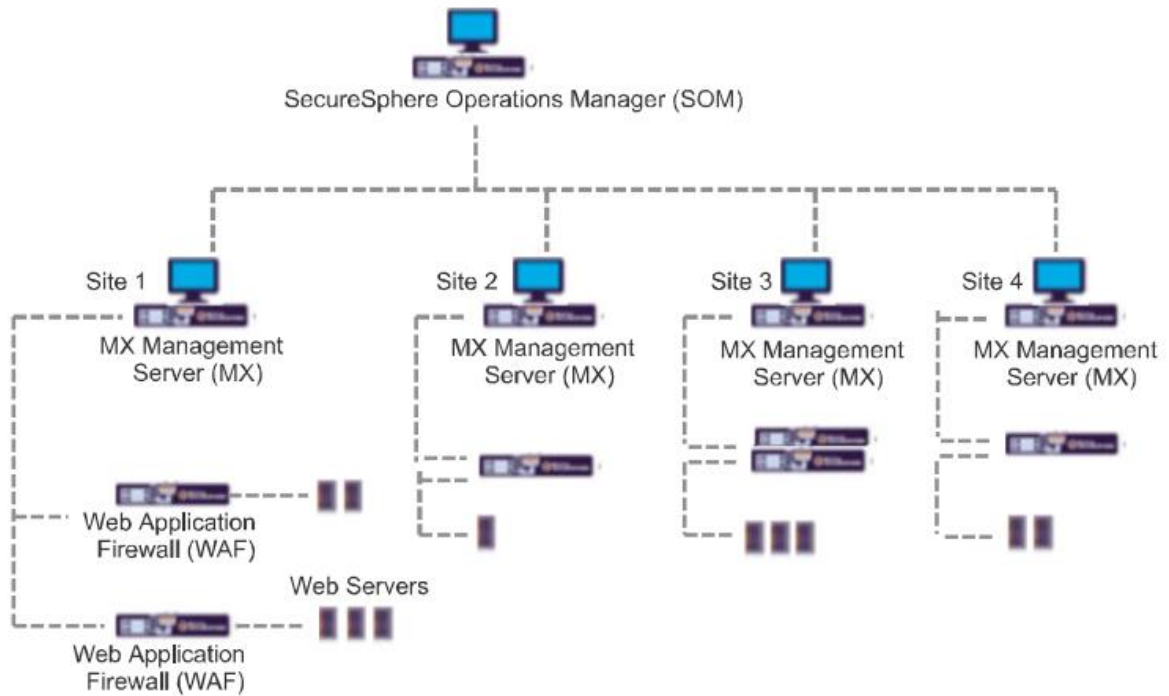 SecureSphere Operations Manager (SOM)
Site 1
MX Management
Server (MX)
Site 2
MX Management
Server (MX)
Site 3
MX Management
Server (MX)
Site 4
MX Management
Server (MX)
Web Application
Firewall (WAF)
Web Servers
Web Application
Firewall (WAF)